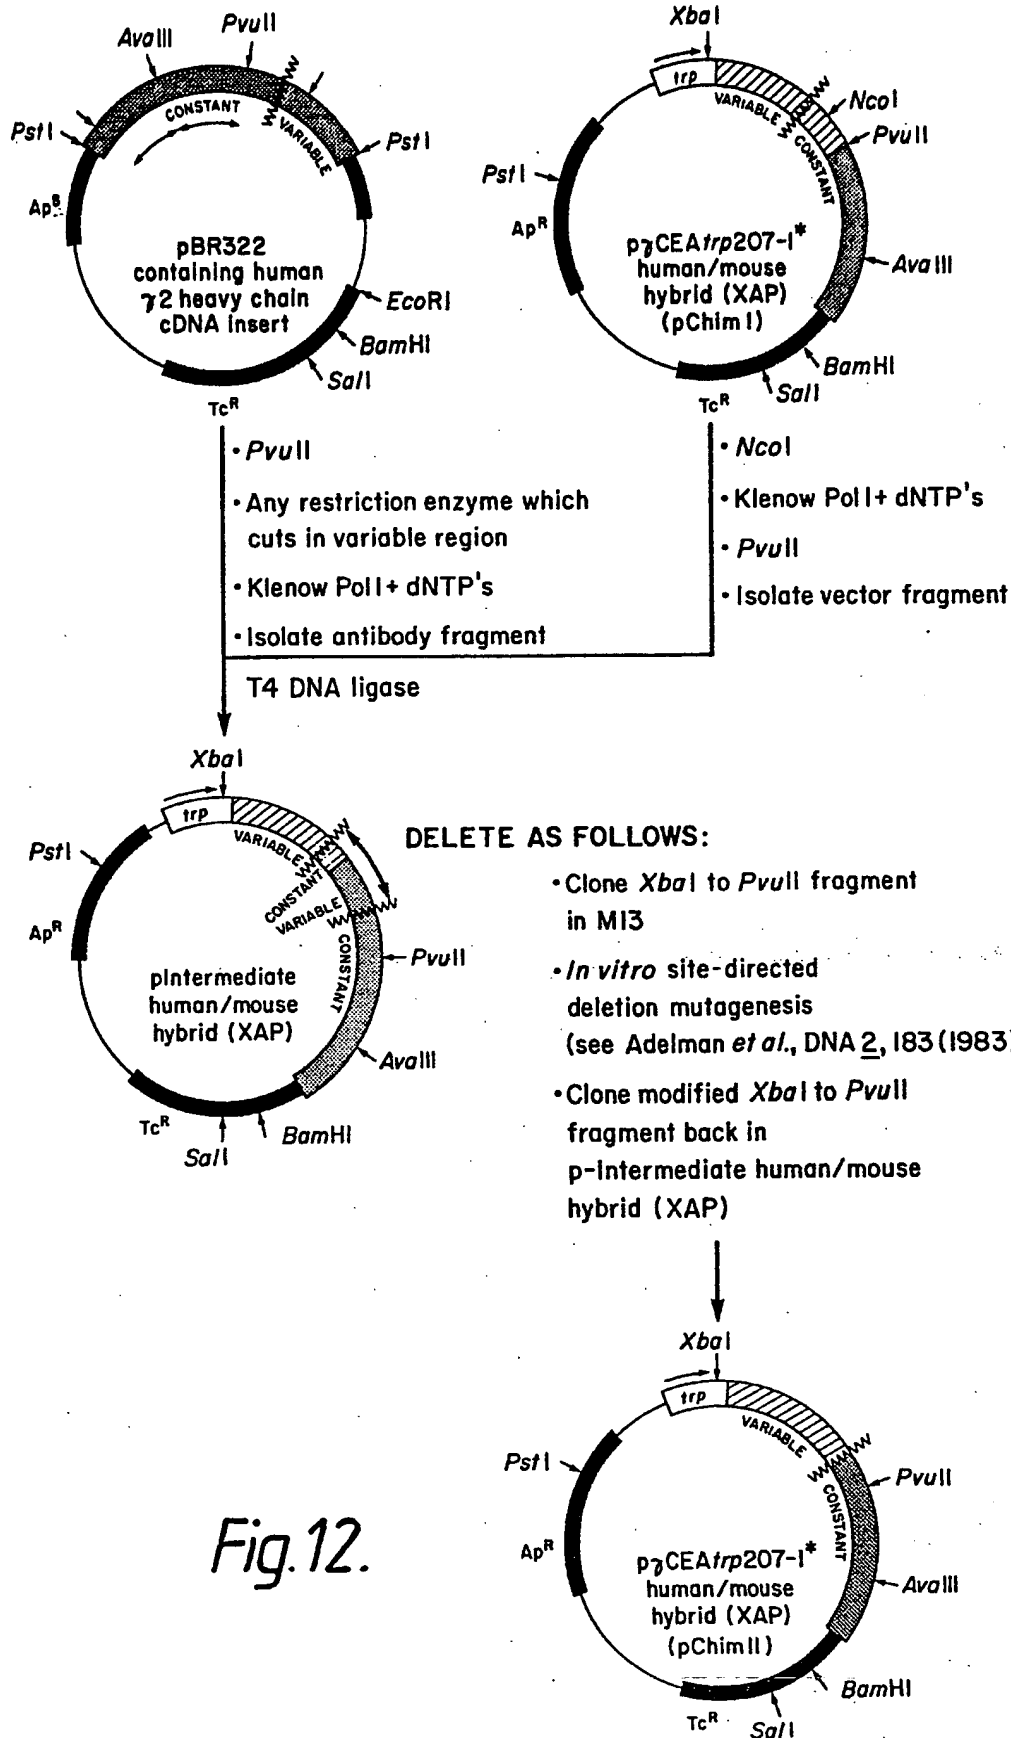 PvuII
AvaIII
PstI
CONSTANT
VARIABLE
PstI
ApS
pBR322
containing human
γ2 heavy chain
cDNA insert
EcoRI
BamHI
SalI
TcR
XbaI
trp
VARIABLE
CONSTANT
NcoI
PvuII
PstI
ApR
pγCEAtrp207-1*
human/mouse
hybrid (XAP)
(pChim I)
AvaIII
BamHI
SalI
TcR
• PvuII
• Any restriction enzyme which
cuts in variable region
• Klenow Pol I + dNTP's
• Isolate antibody fragment
• NcoI
• Klenow Pol I + dNTP's
• PvuII
• Isolate vector fragment
T4 DNA ligase
XbaI
trp
VARIABLE
CONSTANT
VARIABLE
CONSTANT
PstI
ApR
pIntermediate
human/mouse
hybrid (XAP)
PvuII
AvaIII
BamHI
SalI
TcR
DELETE AS FOLLOWS:
• Clone XbaI to PvuII fragment
in M13
• In vitro site-directed
deletion mutagenesis
(see Adelman et al., DNA 2, 183 (1983)
• Clone modified XbaI to PvuII
fragment back in
p-intermediate human/mouse
hybrid (XAP)
XbaI
trp
VARIABLE
CONSTANT
PstI
PvuII
ApR
pγCEAtrp207-1*
human/mouse
hybrid (XAP)
(pChim II)
AvaIII
BamHI
SalI
TcR
Fig.12.